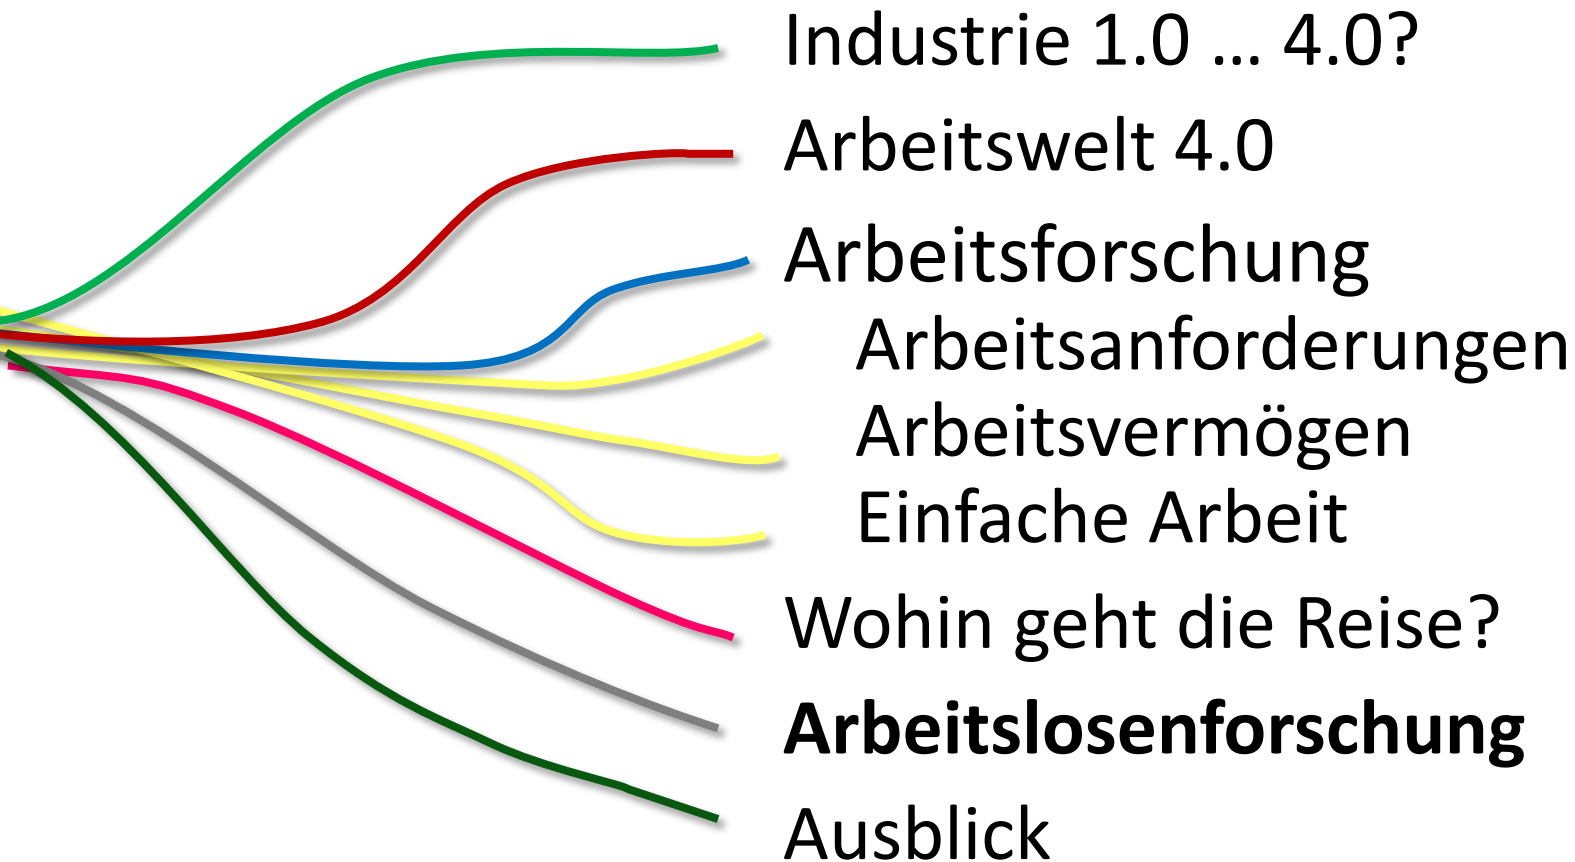 Industrie 1.0 ... 4.0?
Arbeitswelt 4.0
Arbeitsforschung
Arbeitsanforderungen
Arbeitsvermögen
Einfache Arbeit
Wohin geht die Reise?
Arbeitslosenforschung
Ausblick